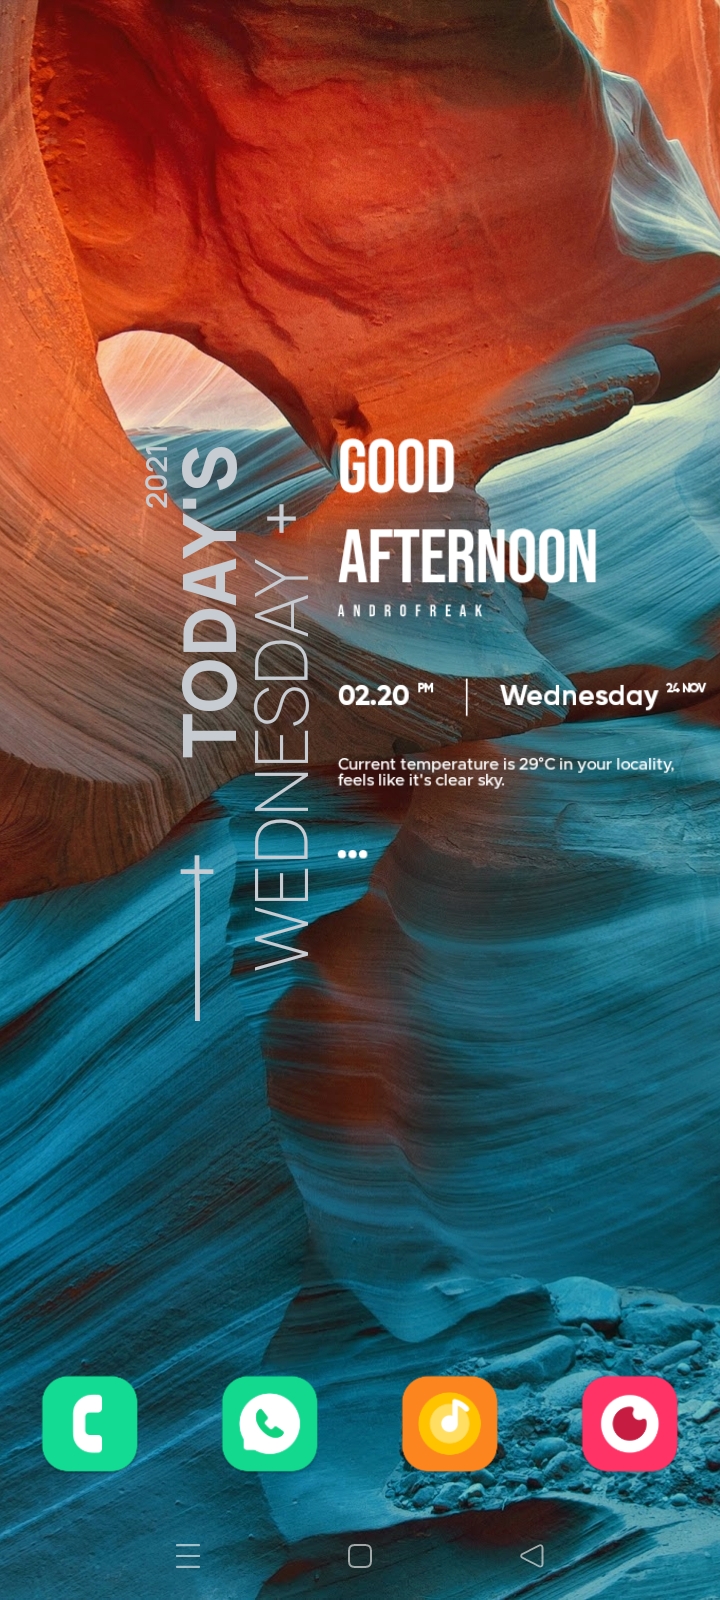 2021
TODAY'S
WEDNESDAY +
GOOD
AFTERNOON
ANDROFREAK
02.20 PM | Wednesday 24 NOV
Current temperature is 29°C in your locality,
feels like it's clear sky.